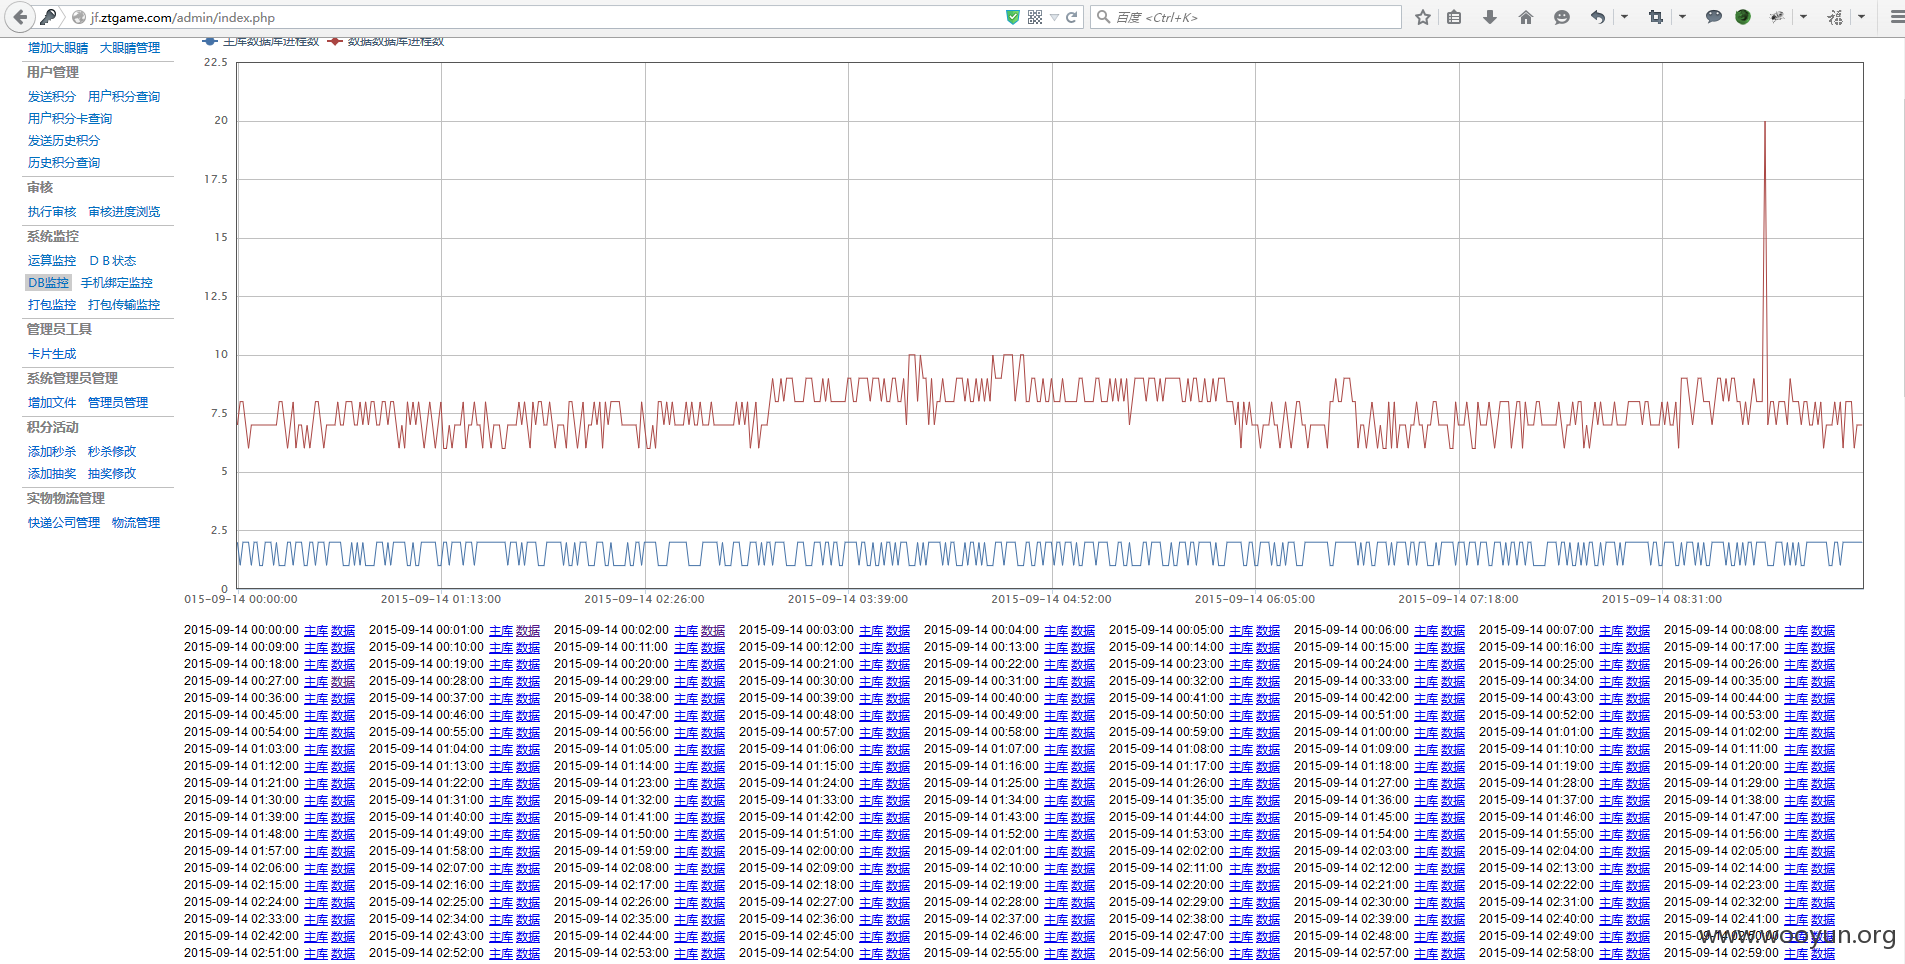 jf.ztgame.com/admin/index.php
百度 <Ctrl+K>
增加大眼睛 大眼睛管理
用户管理
发送积分 用户积分查询
用户积分卡查询
发送历史积分
历史积分查询
审核
执行审核 审核进度浏览
系统监控
运算监控 ＤＢ状态
DB监控 手机绑定监控
打包监控 打包传输监控
管理员工具
卡片生成
系统管理员管理
增加文件 管理员管理
积分活动
添加秒杀 秒杀修改
添加抽奖 抽奖修改
实物物流管理
快递公司管理 物流管理
主库数据库进程数 数据数据库进程数
22.5
20
17.5
15
12.5
10
7.5
5
2.5
0
015-09-14 00:00:00 2015-09-14 01:13:00 2015-09-14 02:26:00 2015-09-14 03:39:00 2015-09-14 04:52:00 2015-09-14 06:05:00 2015-09-14 07:18:00 2015-09-14 08:31:00
2015-09-14 00:00:00 主库 数据 2015-09-14 00:01:00 主库 数据 2015-09-14 00:02:00 主库 数据 2015-09-14 00:03:00 主库 数据 2015-09-14 00:04:00 主库 数据 2015-09-14 00:05:00 主库 数据 2015-09-14 00:06:00 主库 数据 2015-09-14 00:07:00 主库 数据 2015-09-14 00:08:00 主库 数据
2015-09-14 00:09:00 主库 数据 2015-09-14 00:10:00 主库 数据 2015-09-14 00:11:00 主库 数据 2015-09-14 00:12:00 主库 数据 2015-09-14 00:13:00 主库 数据 2015-09-14 00:14:00 主库 数据 2015-09-14 00:15:00 主库 数据 2015-09-14 00:16:00 主库 数据 2015-09-14 00:17:00 主库 数据
2015-09-14 00:18:00 主库 数据 2015-09-14 00:19:00 主库 数据 2015-09-14 00:20:00 主库 数据 2015-09-14 00:21:00 主库 数据 2015-09-14 00:22:00 主库 数据 2015-09-14 00:23:00 主库 数据 2015-09-14 00:24:00 主库 数据 2015-09-14 00:25:00 主库 数据 2015-09-14 00:26:00 主库 数据
2015-09-14 00:27:00 主库 数据 2015-09-14 00:28:00 主库 数据 2015-09-14 00:29:00 主库 数据 2015-09-14 00:30:00 主库 数据 2015-09-14 00:31:00 主库 数据 2015-09-14 00:32:00 主库 数据 2015-09-14 00:33:00 主库 数据 2015-09-14 00:34:00 主库 数据 2015-09-14 00:35:00 主库 数据
2015-09-14 00:36:00 主库 数据 2015-09-14 00:37:00 主库 数据 2015-09-14 00:38:00 主库 数据 2015-09-14 00:39:00 主库 数据 2015-09-14 00:40:00 主库 数据 2015-09-14 00:41:00 主库 数据 2015-09-14 00:42:00 主库 数据 2015-09-14 00:43:00 主库 数据 2015-09-14 00:44:00 主库 数据
2015-09-14 00:45:00 主库 数据 2015-09-14 00:46:00 主库 数据 2015-09-14 00:47:00 主库 数据 2015-09-14 00:48:00 主库 数据 2015-09-14 00:49:00 主库 数据 2015-09-14 00:50:00 主库 数据 2015-09-14 00:51:00 主库 数据 2015-09-14 00:52:00 主库 数据 2015-09-14 00:53:00 主库 数据
2015-09-14 00:54:00 主库 数据 2015-09-14 00:55:00 主库 数据 2015-09-14 00:56:00 主库 数据 2015-09-14 00:57:00 主库 数据 2015-09-14 00:58:00 主库 数据 2015-09-14 00:59:00 主库 数据 2015-09-14 01:00:00 主库 数据 2015-09-14 01:01:00 主库 数据 2015-09-14 01:02:00 主库 数据
2015-09-14 01:03:00 主库 数据 2015-09-14 01:04:00 主库 数据 2015-09-14 01:05:00 主库 数据 2015-09-14 01:06:00 主库 数据 2015-09-14 01:07:00 主库 数据 2015-09-14 01:08:00 主库 数据 2015-09-14 01:09:00 主库 数据 2015-09-14 01:10:00 主库 数据 2015-09-14 01:11:00 主库 数据
2015-09-14 01:12:00 主库 数据 2015-09-14 01:13:00 主库 数据 2015-09-14 01:14:00 主库 数据 2015-09-14 01:15:00 主库 数据 2015-09-14 01:16:00 主库 数据 2015-09-14 01:17:00 主库 数据 2015-09-14 01:18:00 主库 数据 2015-09-14 01:19:00 主库 数据 2015-09-14 01:20:00 主库 数据
2015-09-14 01:21:00 主库 数据 2015-09-14 01:22:00 主库 数据 2015-09-14 01:23:00 主库 数据 2015-09-14 01:24:00 主库 数据 2015-09-14 01:25:00 主库 数据 2015-09-14 01:26:00 主库 数据 2015-09-14 01:27:00 主库 数据 2015-09-14 01:28:00 主库 数据 2015-09-14 01:29:00 主库 数据
2015-09-14 01:30:00 主库 数据 2015-09-14 01:31:00 主库 数据 2015-09-14 01:32:00 主库 数据 2015-09-14 01:33:00 主库 数据 2015-09-14 01:34:00 主库 数据 2015-09-14 01:35:00 主库 数据 2015-09-14 01:36:00 主库 数据 2015-09-14 01:37:00 主库 数据 2015-09-14 01:38:00 主库 数据
2015-09-14 01:39:00 主库 数据 2015-09-14 01:40:00 主库 数据 2015-09-14 01:41:00 主库 数据 2015-09-14 01:42:00 主库 数据 2015-09-14 01:43:00 主库 数据 2015-09-14 01:44:00 主库 数据 2015-09-14 01:45:00 主库 数据 2015-09-14 01:46:00 主库 数据 2015-09-14 01:47:00 主库 数据
2015-09-14 01:48:00 主库 数据 2015-09-14 01:49:00 主库 数据 2015-09-14 01:50:00 主库 数据 2015-09-14 01:51:00 主库 数据 2015-09-14 01:52:00 主库 数据 2015-09-14 01:53:00 主库 数据 2015-09-14 01:54:00 主库 数据 2015-09-14 01:55:00 主库 数据 2015-09-14 01:56:00 主库 数据
2015-09-14 01:57:00 主库 数据 2015-09-14 01:58:00 主库 数据 2015-09-14 01:59:00 主库 数据 2015-09-14 02:00:00 主库 数据 2015-09-14 02:01:00 主库 数据 2015-09-14 02:02:00 主库 数据 2015-09-14 02:03:00 主库 数据 2015-09-14 02:04:00 主库 数据 2015-09-14 02:05:00 主库 数据
2015-09-14 02:06:00 主库 数据 2015-09-14 02:07:00 主库 数据 2015-09-14 02:08:00 主库 数据 2015-09-14 02:09:00 主库 数据 2015-09-14 02:10:00 主库 数据 2015-09-14 02:11:00 主库 数据 2015-09-14 02:12:00 主库 数据 2015-09-14 02:13:00 主库 数据 2015-09-14 02:14:00 主库 数据
2015-09-14 02:15:00 主库 数据 2015-09-14 02:16:00 主库 数据 2015-09-14 02:17:00 主库 数据 2015-09-14 02:18:00 主库 数据 2015-09-14 02:19:00 主库 数据 2015-09-14 02:20:00 主库 数据 2015-09-14 02:21:00 主库 数据 2015-09-14 02:22:00 主库 数据 2015-09-14 02:23:00 主库 数据
2015-09-14 02:24:00 主库 数据 2015-09-14 02:25:00 主库 数据 2015-09-14 02:26:00 主库 数据 2015-09-14 02:27:00 主库 数据 2015-09-14 02:28:00 主库 数据 2015-09-14 02:29:00 主库 数据 2015-09-14 02:30:00 主库 数据 2015-09-14 02:31:00 主库 数据 2015-09-14 02:32:00 主库 数据
2015-09-14 02:33:00 主库 数据 2015-09-14 02:34:00 主库 数据 2015-09-14 02:35:00 主库 数据 2015-09-14 02:36:00 主库 数据 2015-09-14 02:37:00 主库 数据 2015-09-14 02:38:00 主库 数据 2015-09-14 02:39:00 主库 数据 2015-09-14 02:40:00 主库 数据 2015-09-14 02:41:00 主库 数据
2015-09-14 02:42:00 主库 数据 2015-09-14 02:43:00 主库 数据 2015-09-14 02:44:00 主库 数据 2015-09-14 02:45:00 主库 数据 2015-09-14 02:46:00 主库 数据 2015-09-14 02:47:00 主库 数据 2015-09-14 02:48:00 主库 数据 2015-09-14 02:49:00 主库 数据
www.wooyun.org
2015-09-14 02:51:00 主库 数据 2015-09-14 02:52:00 主库 数据 2015-09-14 02:53:00 主库 数据 2015-09-14 02:54:00 主库 数据 2015-09-14 02:55:00 主库 数据 2015-09-14 02:56:00 主库 数据 2015-09-14 02:57:00 主库 数据 2015-09-14 02:58:00 主库 数据 2015-09-14 02:59:00 主库 数据